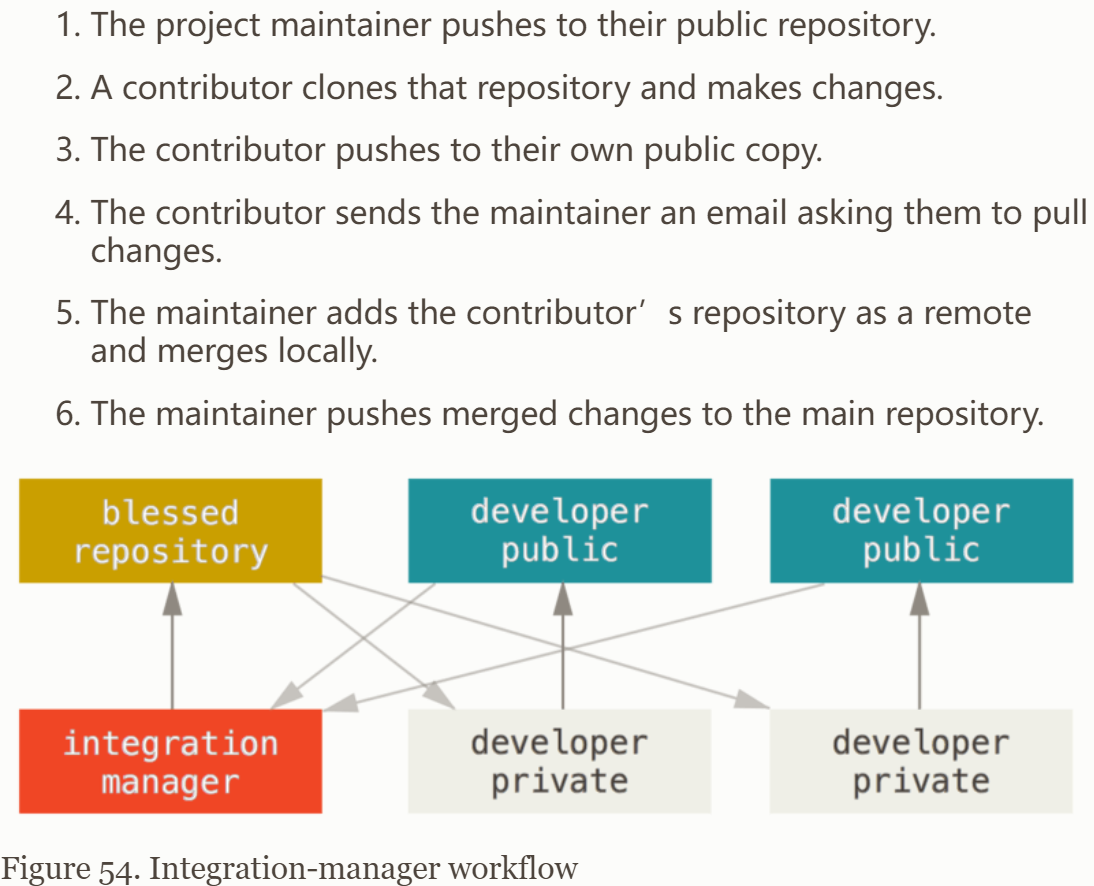 1. The project maintainer pushes to their public repository.
2. A contributor clones that repository and makes changes.
3. The contributor pushes to their own public copy.
4. The contributor sends the maintainer an email asking them to pull
changes.
5. The maintainer adds the contributor’s repository as a remote
and merges locally.
6. The maintainer pushes merged changes to the main repository.
blessed
repository
developer
public
developer
public
integration
manager
developer
private
developer
private
Figure 54. Integration-manager workflow